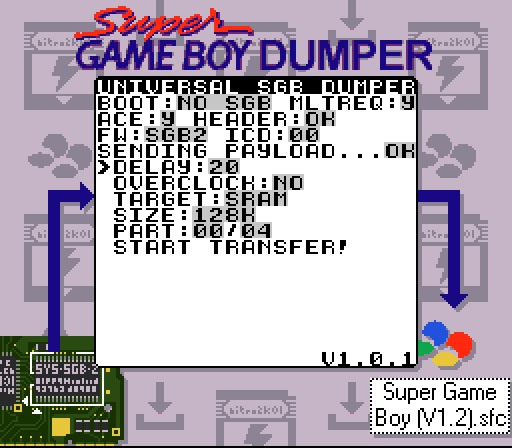 Super
GAME BOY DUMPER
UNIVERSAL SGB DUMPER
BOOT:NO SGB MLTREQ:Y
ACE:Y HEADER:OK
FW:SGB2 ICD:00
SENDING PAYLOAD...OK
>DELAY:20
OVERCLOCK:NO
TARGET:SRAM
SIZE:128K
PART:00/04
START TRANSFER!
V1.0.1
SYS-SGB-2
Super Game
Boy (V1.2).sfc